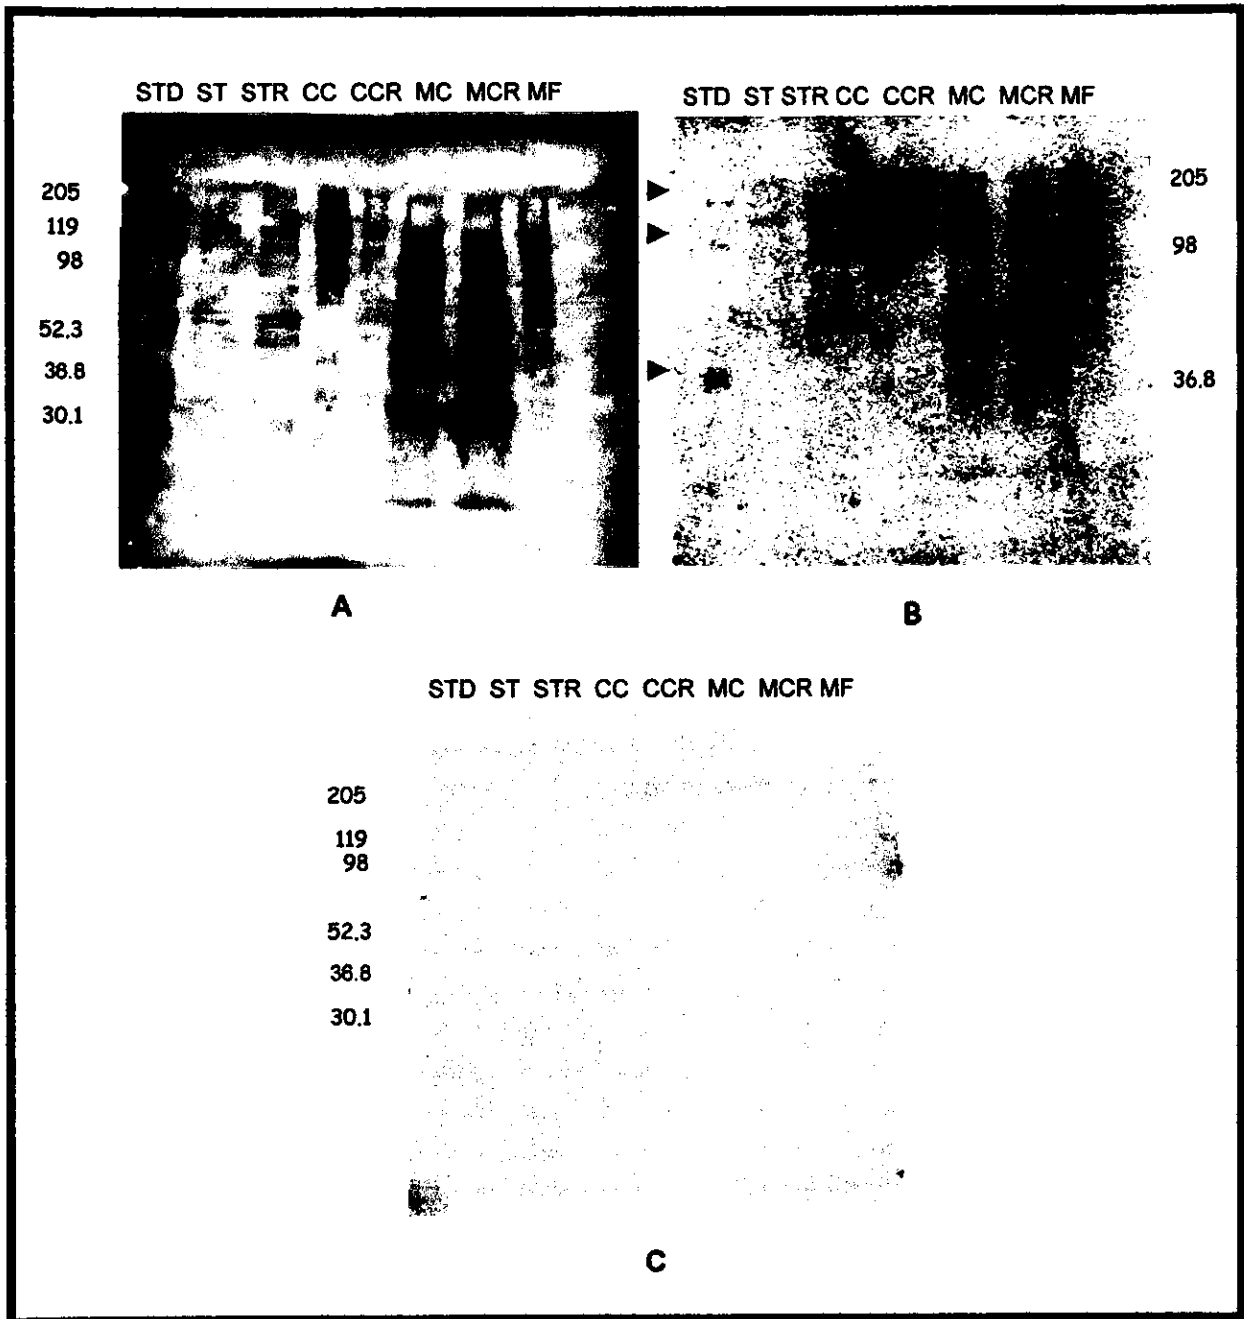 STD ST STR CC CCR MC MCR MF
205
119
98
52.3
36.8
30.1
A
STD ST STR CC CCR MC MCR MF
205
98
36.8
B
STD ST STR CC CCR MC MCR MF
205
119
98
52.3
36.8
30.1
C